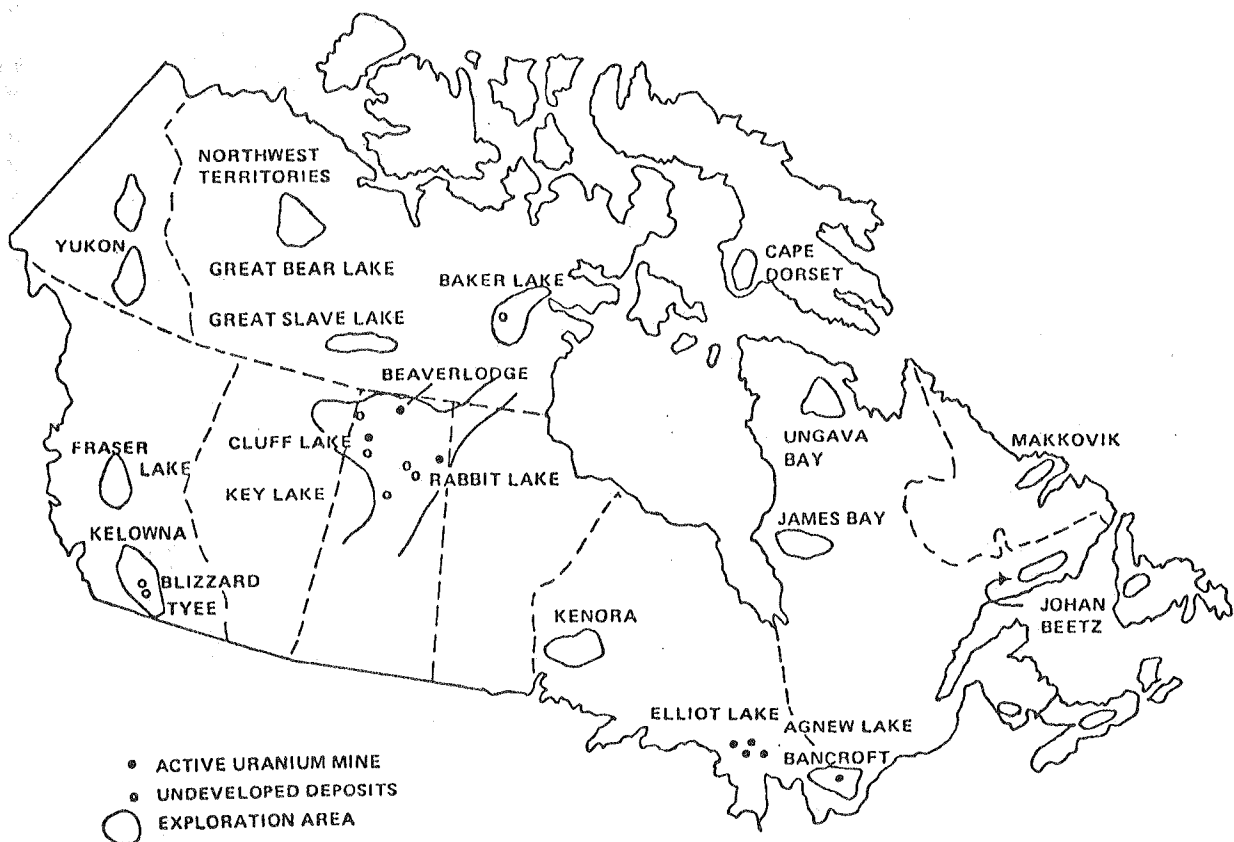 NORTHWEST
TERRITORIES
YUKON
GREAT BEAR LAKE
BAKER LAKE
CAPE
DORSET
GREAT SLAVE LAKE
BEAVERLODGE
CLUFF LAKE
FRASER
LAKE
KEY LAKE
RABBIT LAKE
UNGAVA
BAY
MAKKOVIK
KELOWNA
JAMES BAY
BLIZZARD
TYEE
KENORA
JOHAN
BEETZ
ELLIOT LAKE
AGNEW LAKE
BANCROFT
ACTIVE URANIUM MINE
UNDEVELOPED DEPOSITS
EXPLORATION AREA